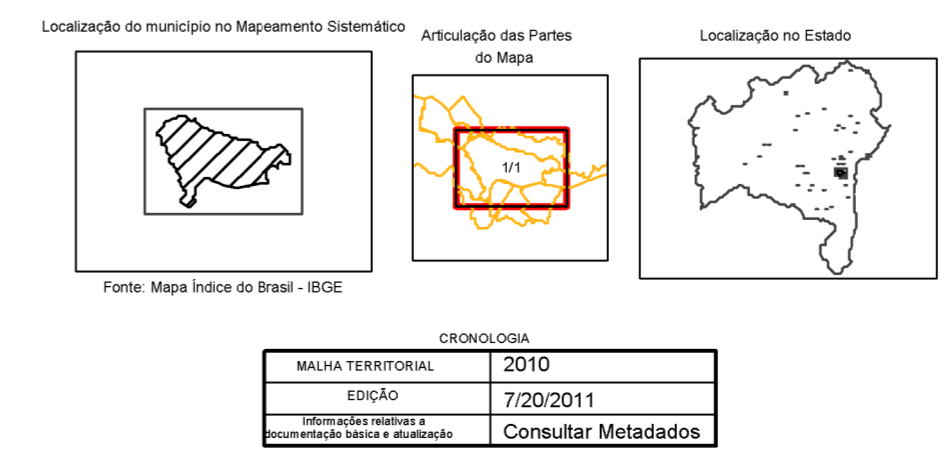 Localização do município no Mapeamento Sistemático
Articulação das Partes
do Mapa
Localização no Estado
1/1
Fonte: Mapa Índice do Brasil - IBGE
CRONOLOGIA
MALHA TERRITORIAL 2010
EDIÇÃO 7/20/2011
Informações relativas a
documentação básica e atualização Consultar Metadados